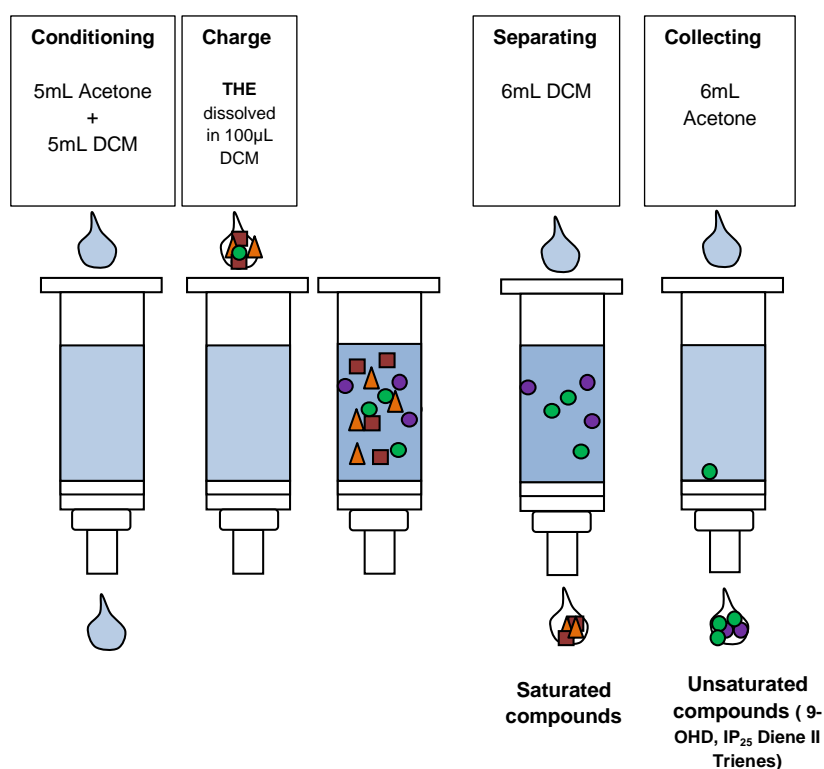 Conditioning
5mL Acetone
+
5mL DCM
Charge
THE
dissolved
in 100µL
DCM
Separating
6mL DCM
Collecting
6mL
Acetone
Saturated
compounds
Unsaturated
compounds ( 9-
OHD, IP₂₅ Diene II
Trienes)